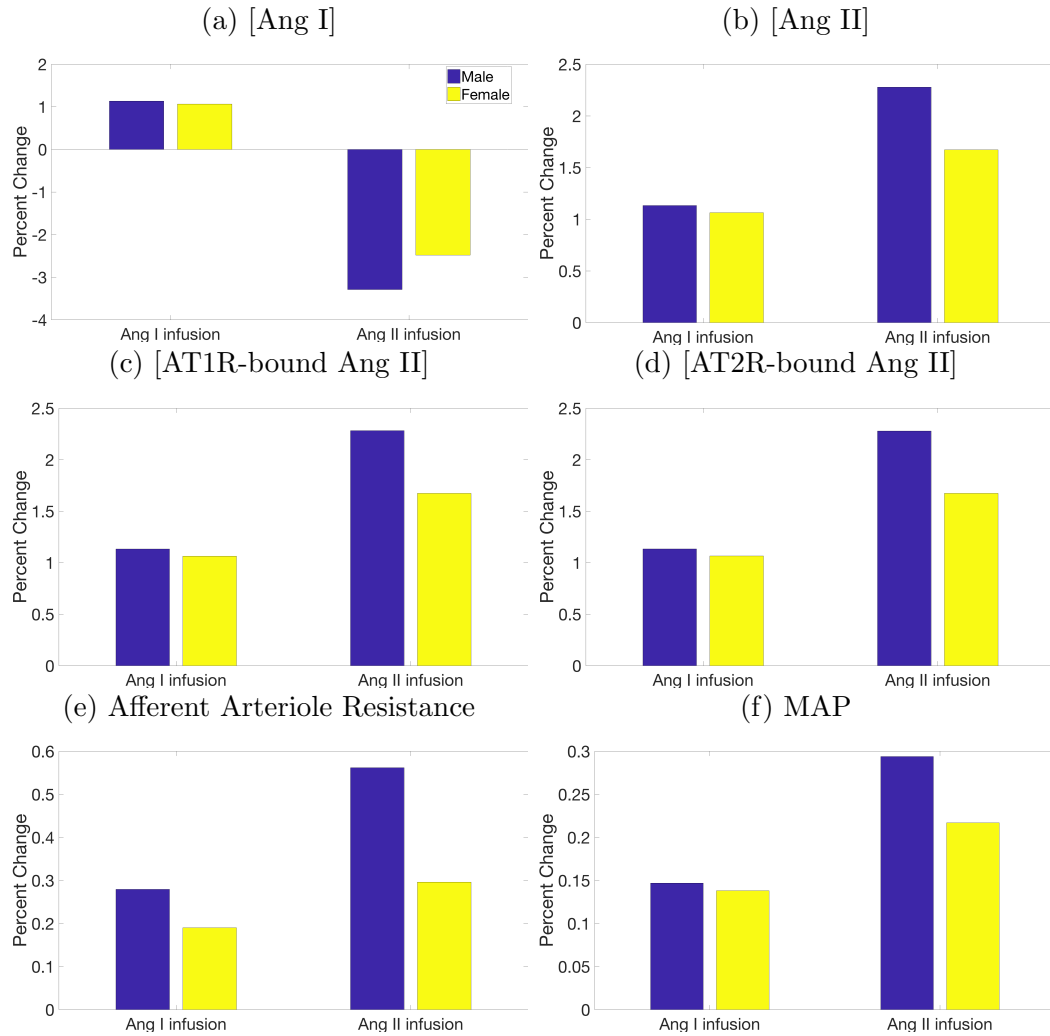 (a) [Ang I]
Percent Change
2
1
0
-1
-2
-3
-4
Male
Female
Ang I infusion
Ang II infusion
(b) [Ang II]
Percent Change
2.5
2
1.5
1
0.5
0
Ang I infusion
Ang II infusion
(c) [AT1R-bound Ang II]
Percent Change
2.5
2
1.5
1
0.5
0
Ang I infusion
Ang II infusion
(d) [AT2R-bound Ang II]
Percent Change
2.5
2
1.5
1
0.5
0
Ang I infusion
Ang II infusion
(e) Afferent Arteriole Resistance
Percent Change
0.6
0.5
0.4
0.3
0.2
0.1
0
Ang I infusion
Ang II infusion
(f) MAP
Percent Change
0.3
0.25
0.2
0.15
0.1
0.05
0
Ang I infusion
Ang II infusion